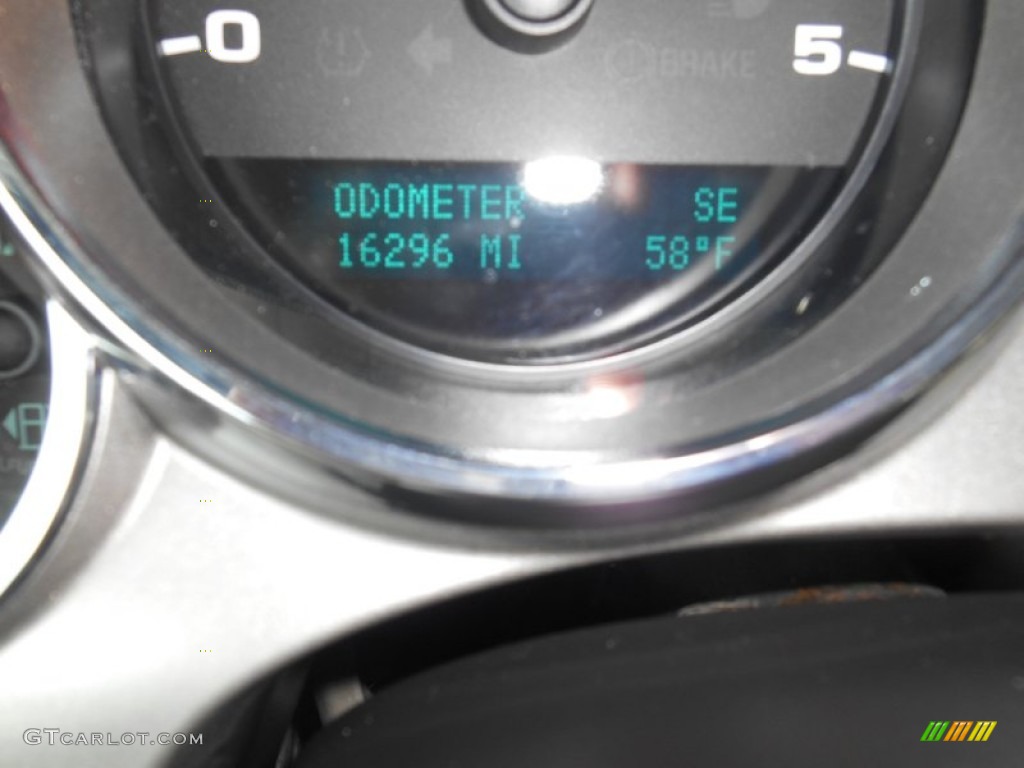 0 5
BRAKE
ODOMETER SE
16296 MI 58°F
GTCARLOT.COM